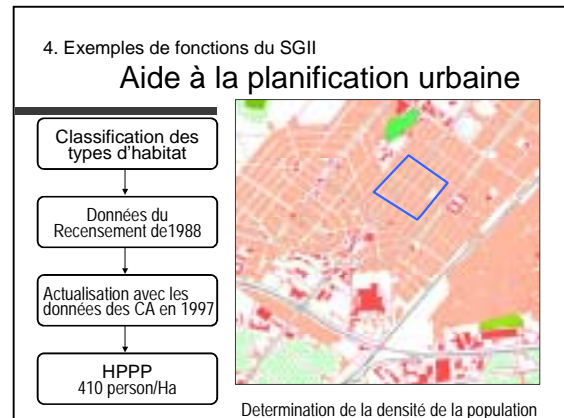 4. Exemples de fonctions du SGII
Aide à la planification urbaine
Classification des
types d'habitat
Données du
Recensement de1988
Actualisation avec les
données des CA en 1997
HPPP
410 person/Ha
Determination de la densité de la population